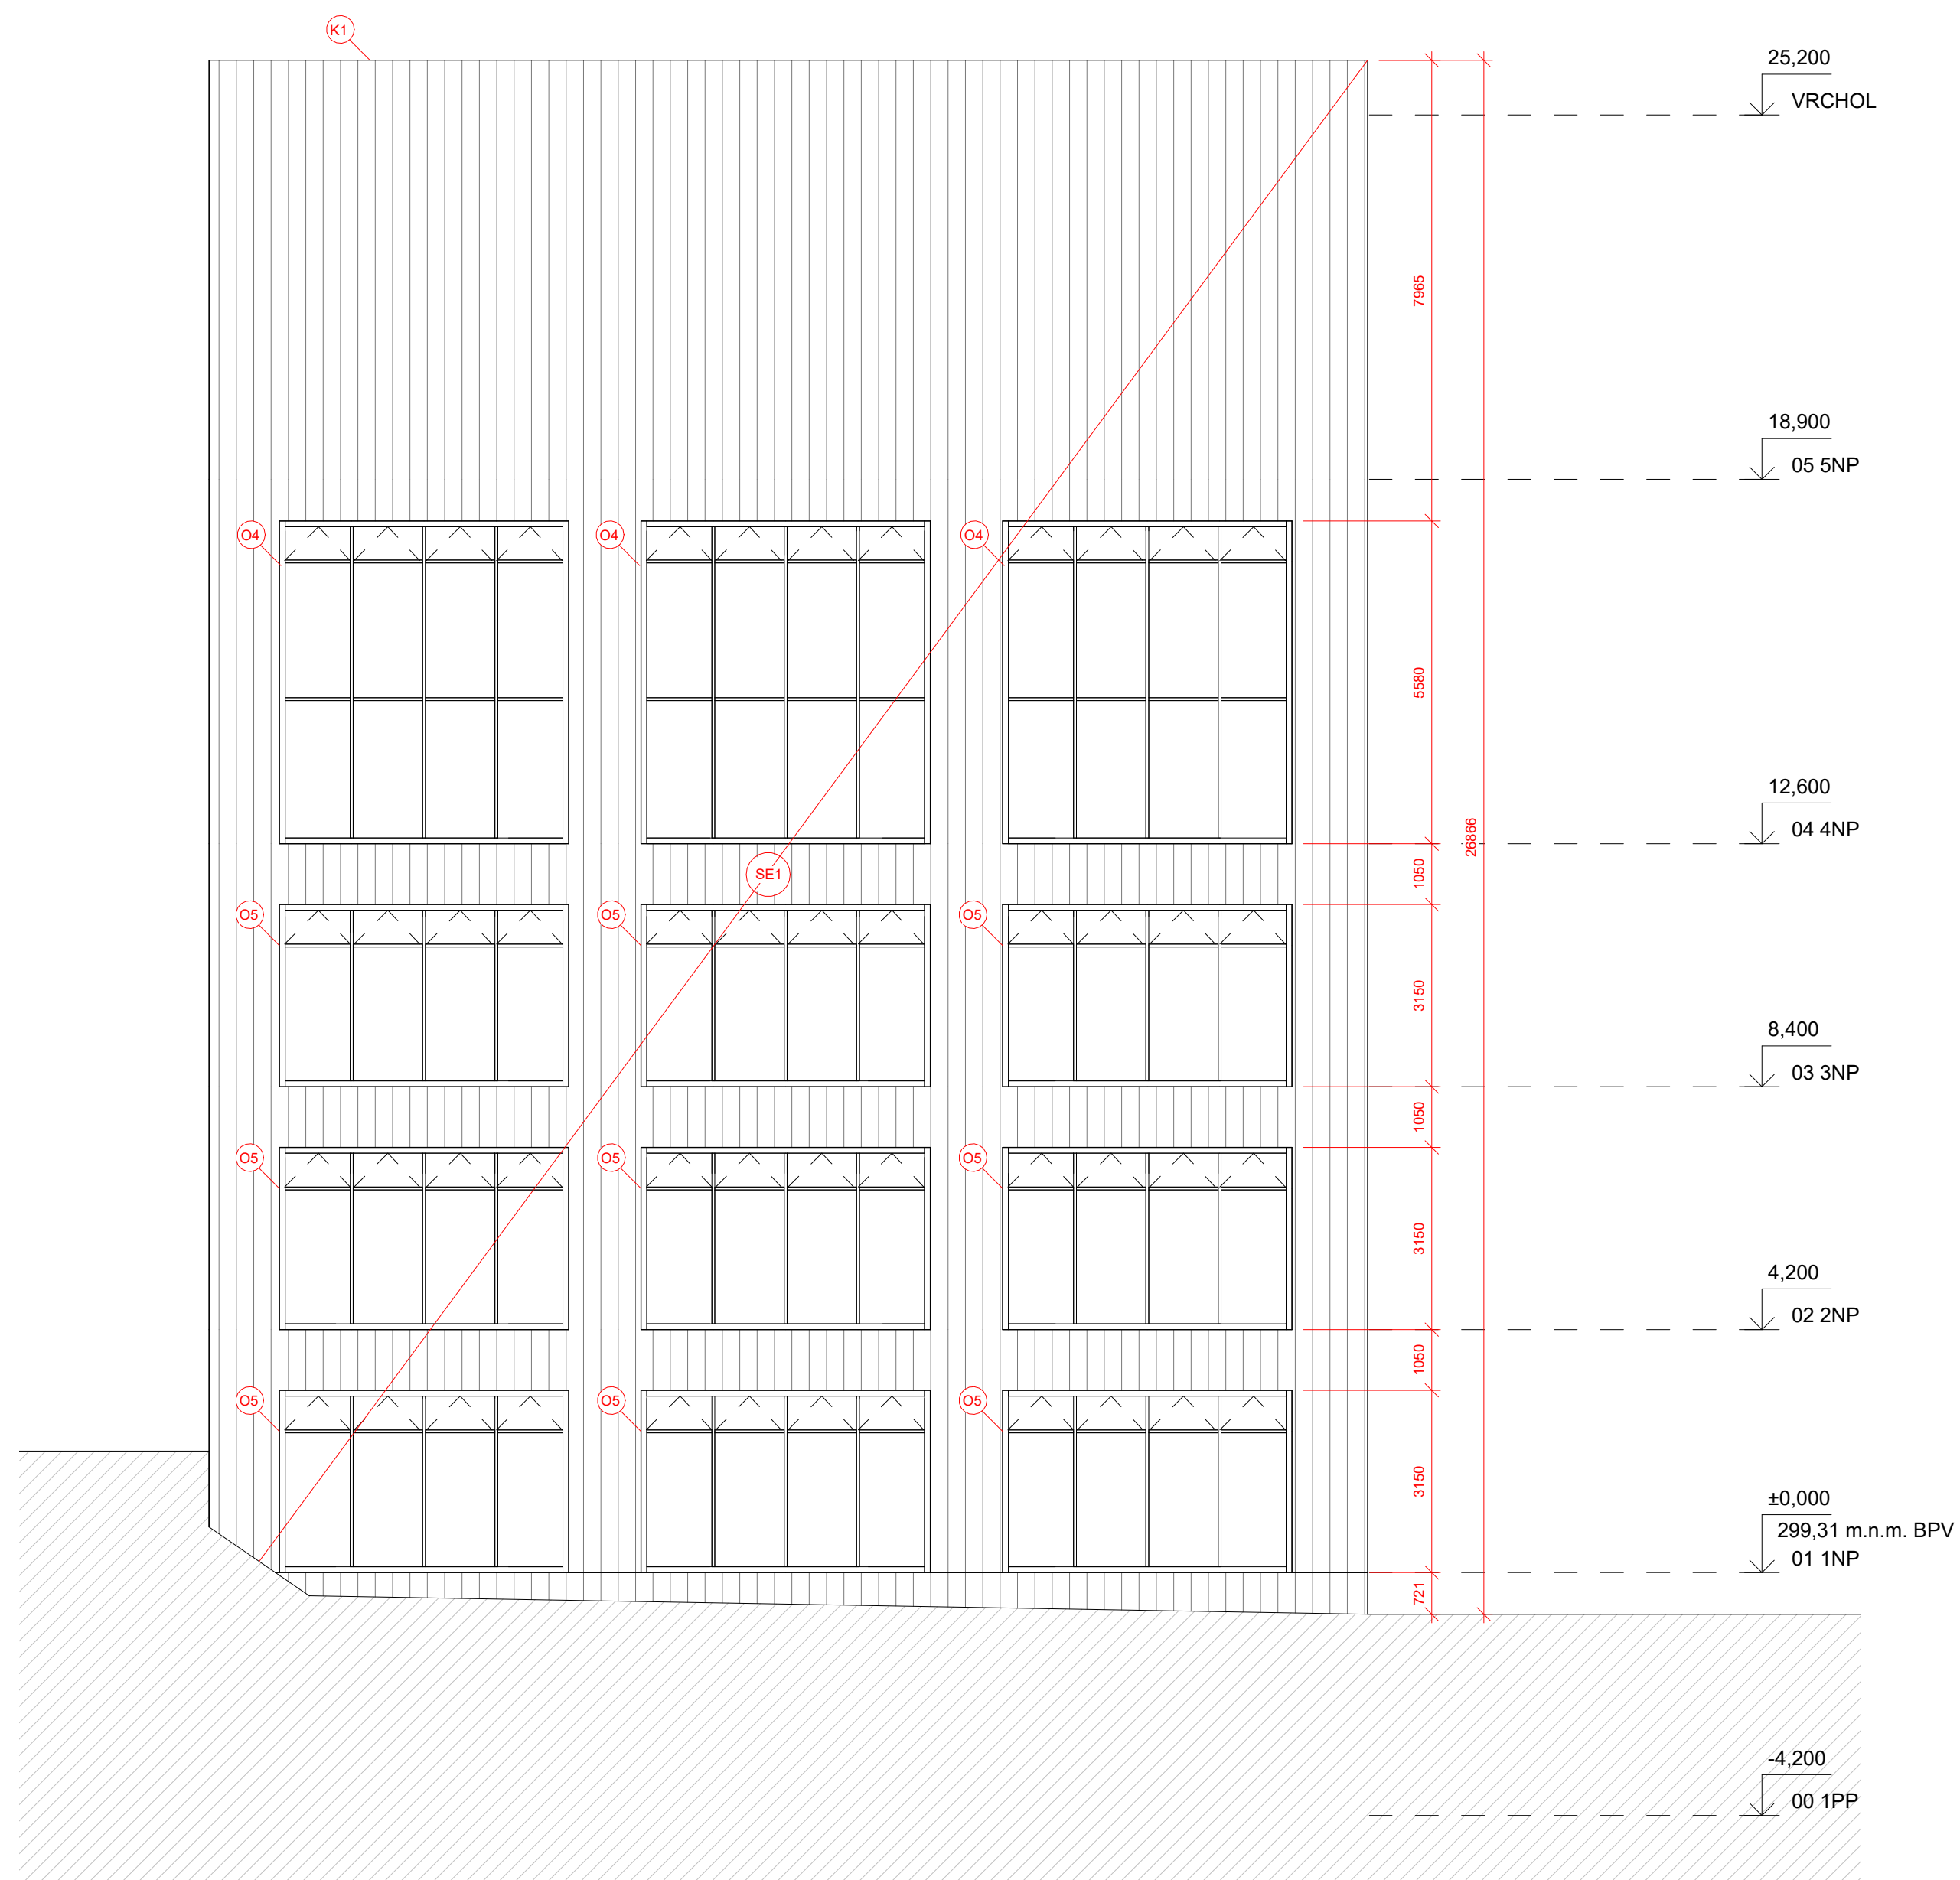 K1
25,200
VRCHOL
7965
18,900
05 5NP
O4
O4
O4
5580
12,600
04 4NP
26866
SE1
1050
O5
O5
O5
3150
8,400
03 3NP
1050
O5
O5
O5
3150
4,200
02 2NP
1050
O5
O5
O5
3150
±0,000
299,31 m.n.m. BPV
01 1NP
721
-4,200
00 1PP